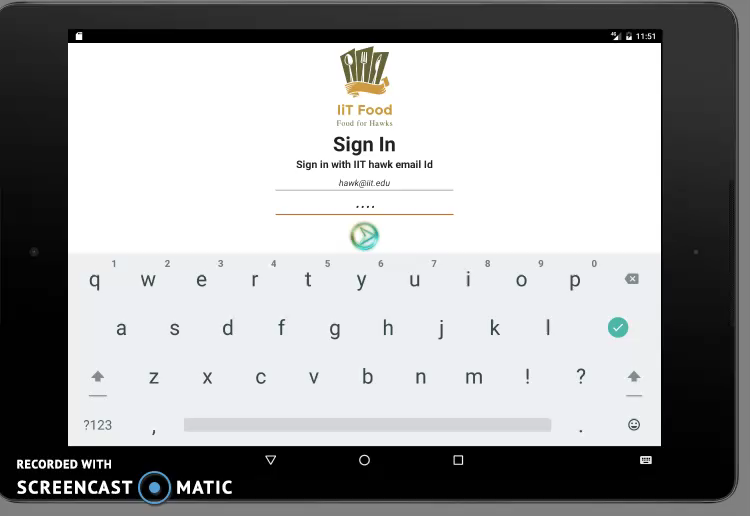 4G 11:51
IiT Food
Food for Hawks
Sign In
Sign in with IIT hawk email Id
hawk@iit.edu
....
1 2 3 4 5 6 7 8 9 0
q w e r t y u i o p
a s d f g h j k l
z x c v b n m ! ?
?123 , .
RECORDED WITH
SCREENCAST MATIC